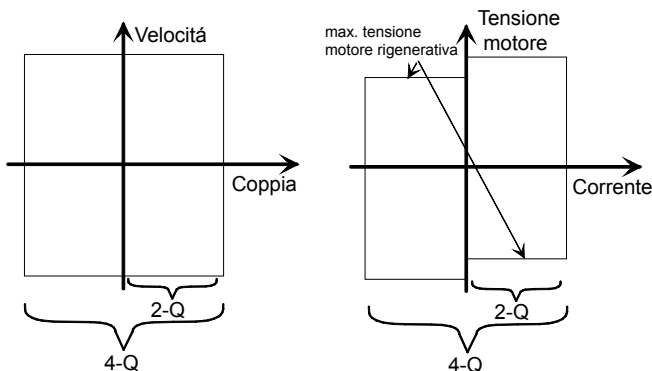 Velocitá
Coppia
2-Q
4-Q
max. tensione
motore rigenerativa
Tensione
motore
Corrente
2-Q
4-Q